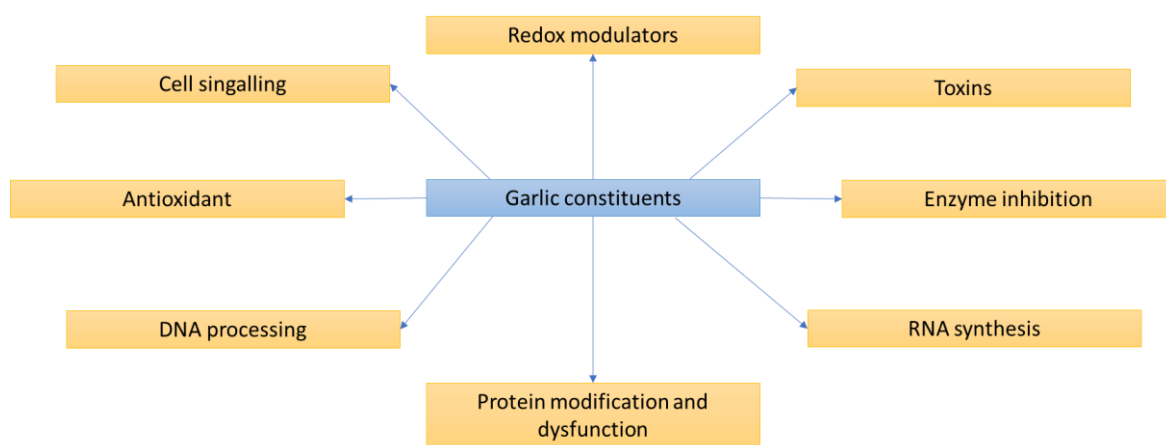 Redox modulators
Cell singalling
Toxins
Antioxidant
Garlic constituents
Enzyme inhibition
DNA processing
RNA synthesis
Protein modification and
dysfunction